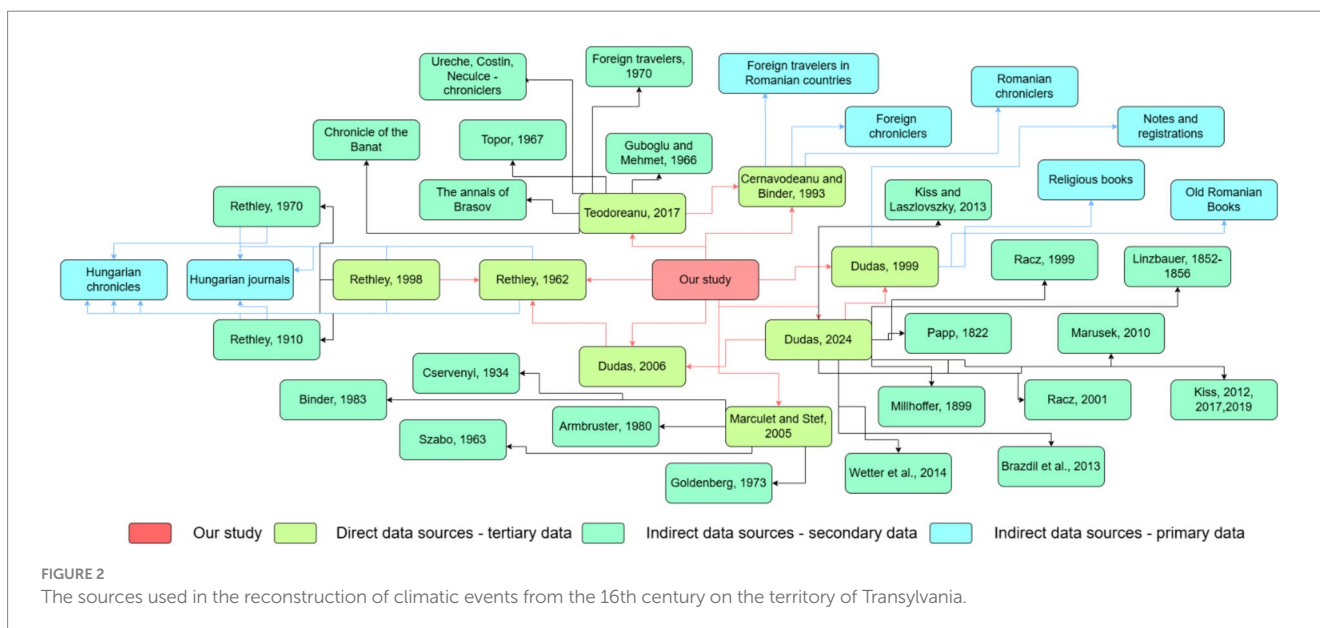 Ureche, Costin,
Neculce -
chroniclers
Foreign travelers,
1970
Foreign travelers in
Romanian countries
Romanian
chroniclers
Chronicle of the
Banat
Topor, 1967
Guboglu and
Mehmet, 1966
Foreign
chroniclers
Notes and
registrations
Rethley, 1970
The annals of
Brasov
Teodoreanu, 2017
Cernavodeanu and
Binder, 1993
Kiss and
Laszlovszky, 2013
Religious books
Old Romanian
Books
Hungarian
chronicles
Hungarian journals
Rethley, 1998
Rethley, 1962
Our study
Dudas, 1999
Racz, 1999
Linzbauer, 1852-
1856
Rethley, 1910
Dudas, 2006
Dudas, 2024
Papp, 1822
Marusek, 2010
Cservenyi, 1934
Binder, 1983
Armbruster, 1980
Marculet and Stef,
2005
Millhoffer, 1899
Racz, 2001
Kiss, 2012,
2017,2019
Szabo, 1963
Goldenberg, 1973
Wetter et al., 2014
Brazdil et al., 2013
Our study
Direct data sources - tertiary data
Indirect data sources - secondary data
Indirect data sources - primary data
FIGURE 2
The sources used in the reconstruction of climatic events from the 16th century on the territory of Transylvania.